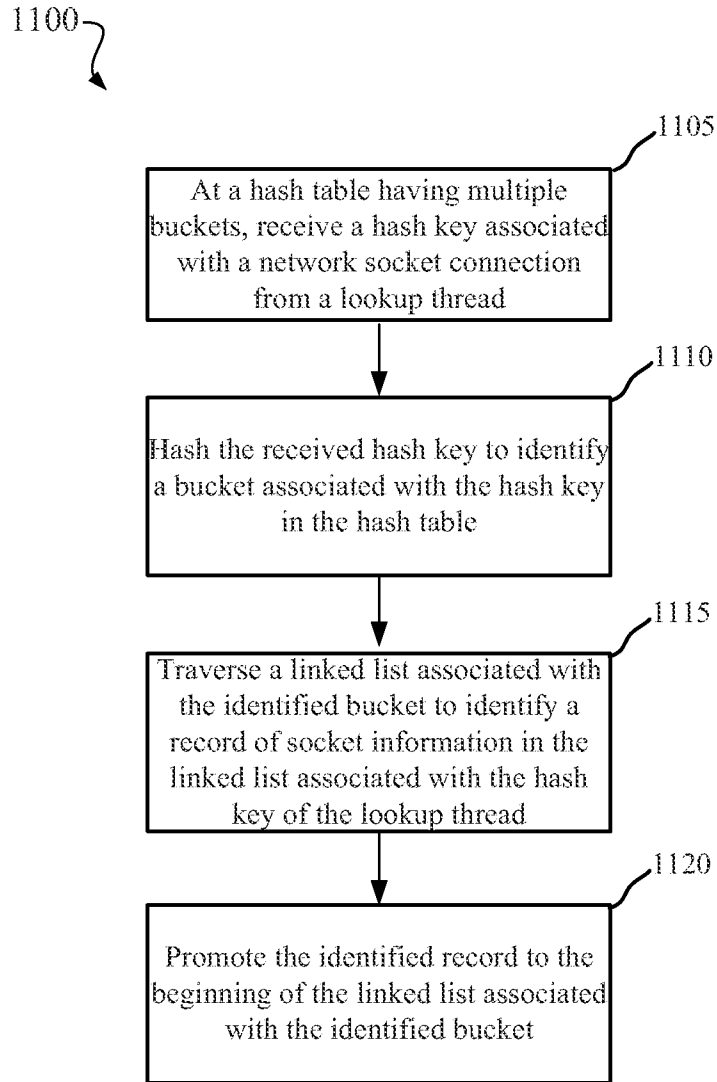 1100
1105
At a hash table having multiple
buckets, receive a hash key associated
with a network socket connection
from a lookup thread
1110
Hash the received hash key to identify
a bucket associated with the hash key
in the hash table
1115
Traverse a linked list associated with
the identified bucket to identify a
record of socket information in the
linked list associated with the hash
key of the lookup thread
1120
Promote the identified record to the
beginning of the linked list associated
with the identified bucket